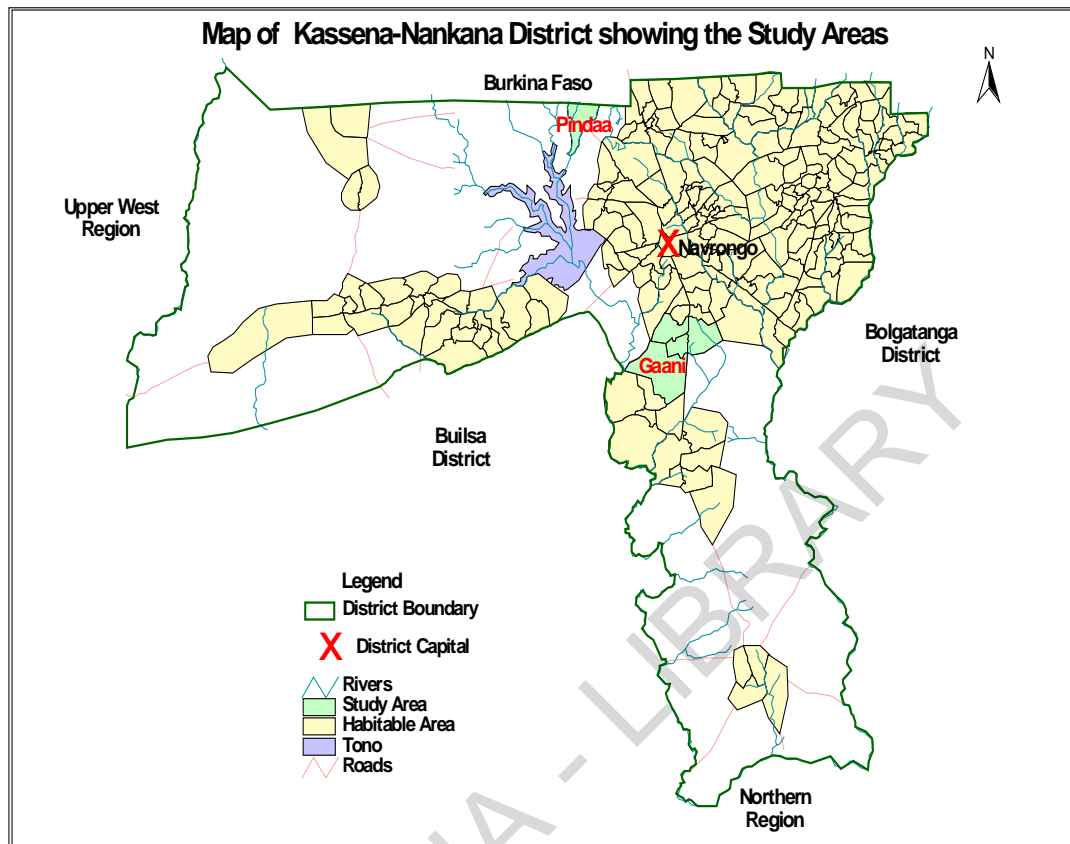 Map of Kassena-Nankana District showing the Study Areas
N
Burkina Faso
Pindaa
Upper West
Region
Navrongo
Bolgatanga
District
Gaani
Builsa
District
Legend
District Boundary
X District Capital
Rivers
Study Area
Habitable Area
Tono
Roads
Northern
Region
A - LIBRARY